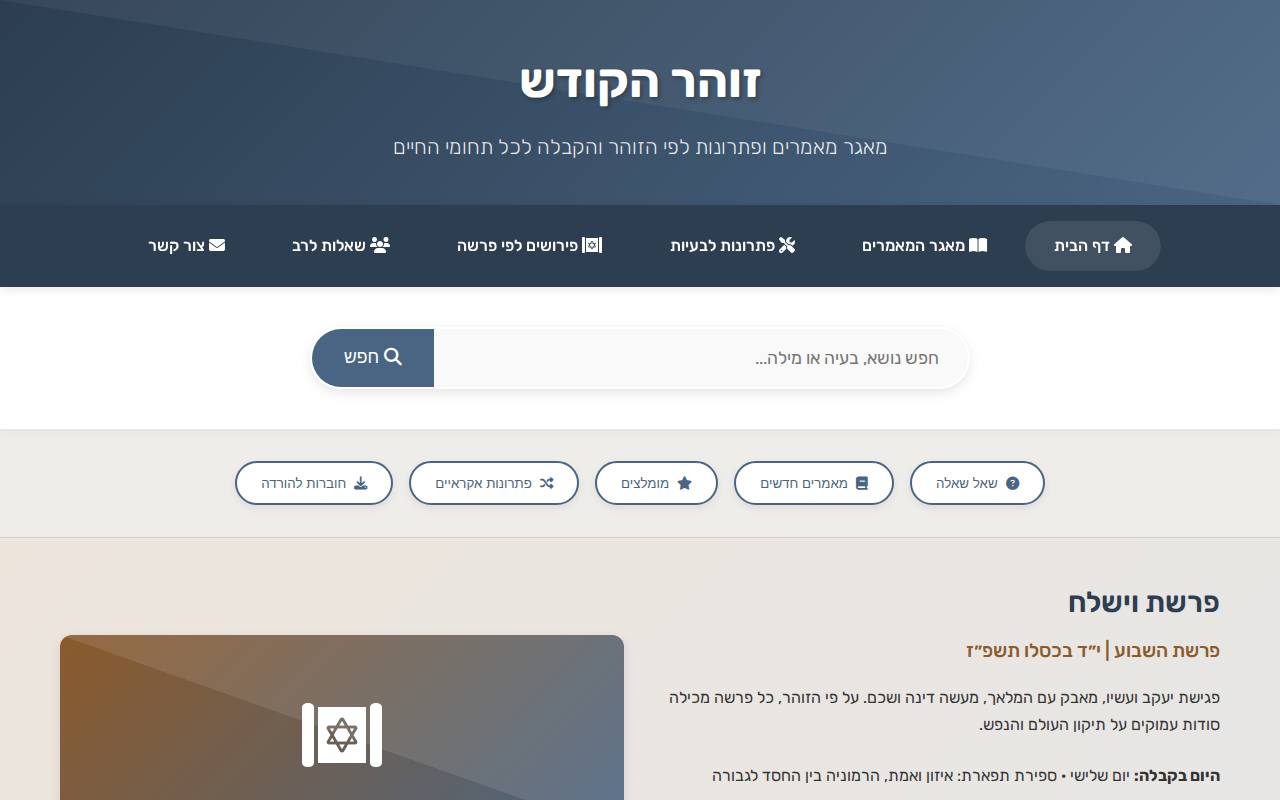 זוהר הקודש
מאגר מאמרים ופתרונות לפי הזוהר והקבלה לכל תחומי החיים
דף הבית
מאגר המאמרים
פתרונות לבעיות
פירושים לפי פרשה
שאלות לרב
צור קשר
חפש נושא, בעיה או מילה...
חפש
שאל שאלה
מאמרים חדשים
מומלצים
פתרונות אקראיים
חוברות להורדה
פרשת וישלח
פרשת השבוע | י״ד בכסלו תשפ״ז
פגישת יעקב ועשיו, מאבק עם המלאך, מעשה דינה ושכם. על פי הזוהר, כל פרשה מכילה
סודות עמוקים על תיקון העולם והנפש.
היום בקבלה: יום שלישי • ספירת תפארת: איזון ואמת, הרמוניה בין החסד לגבורה